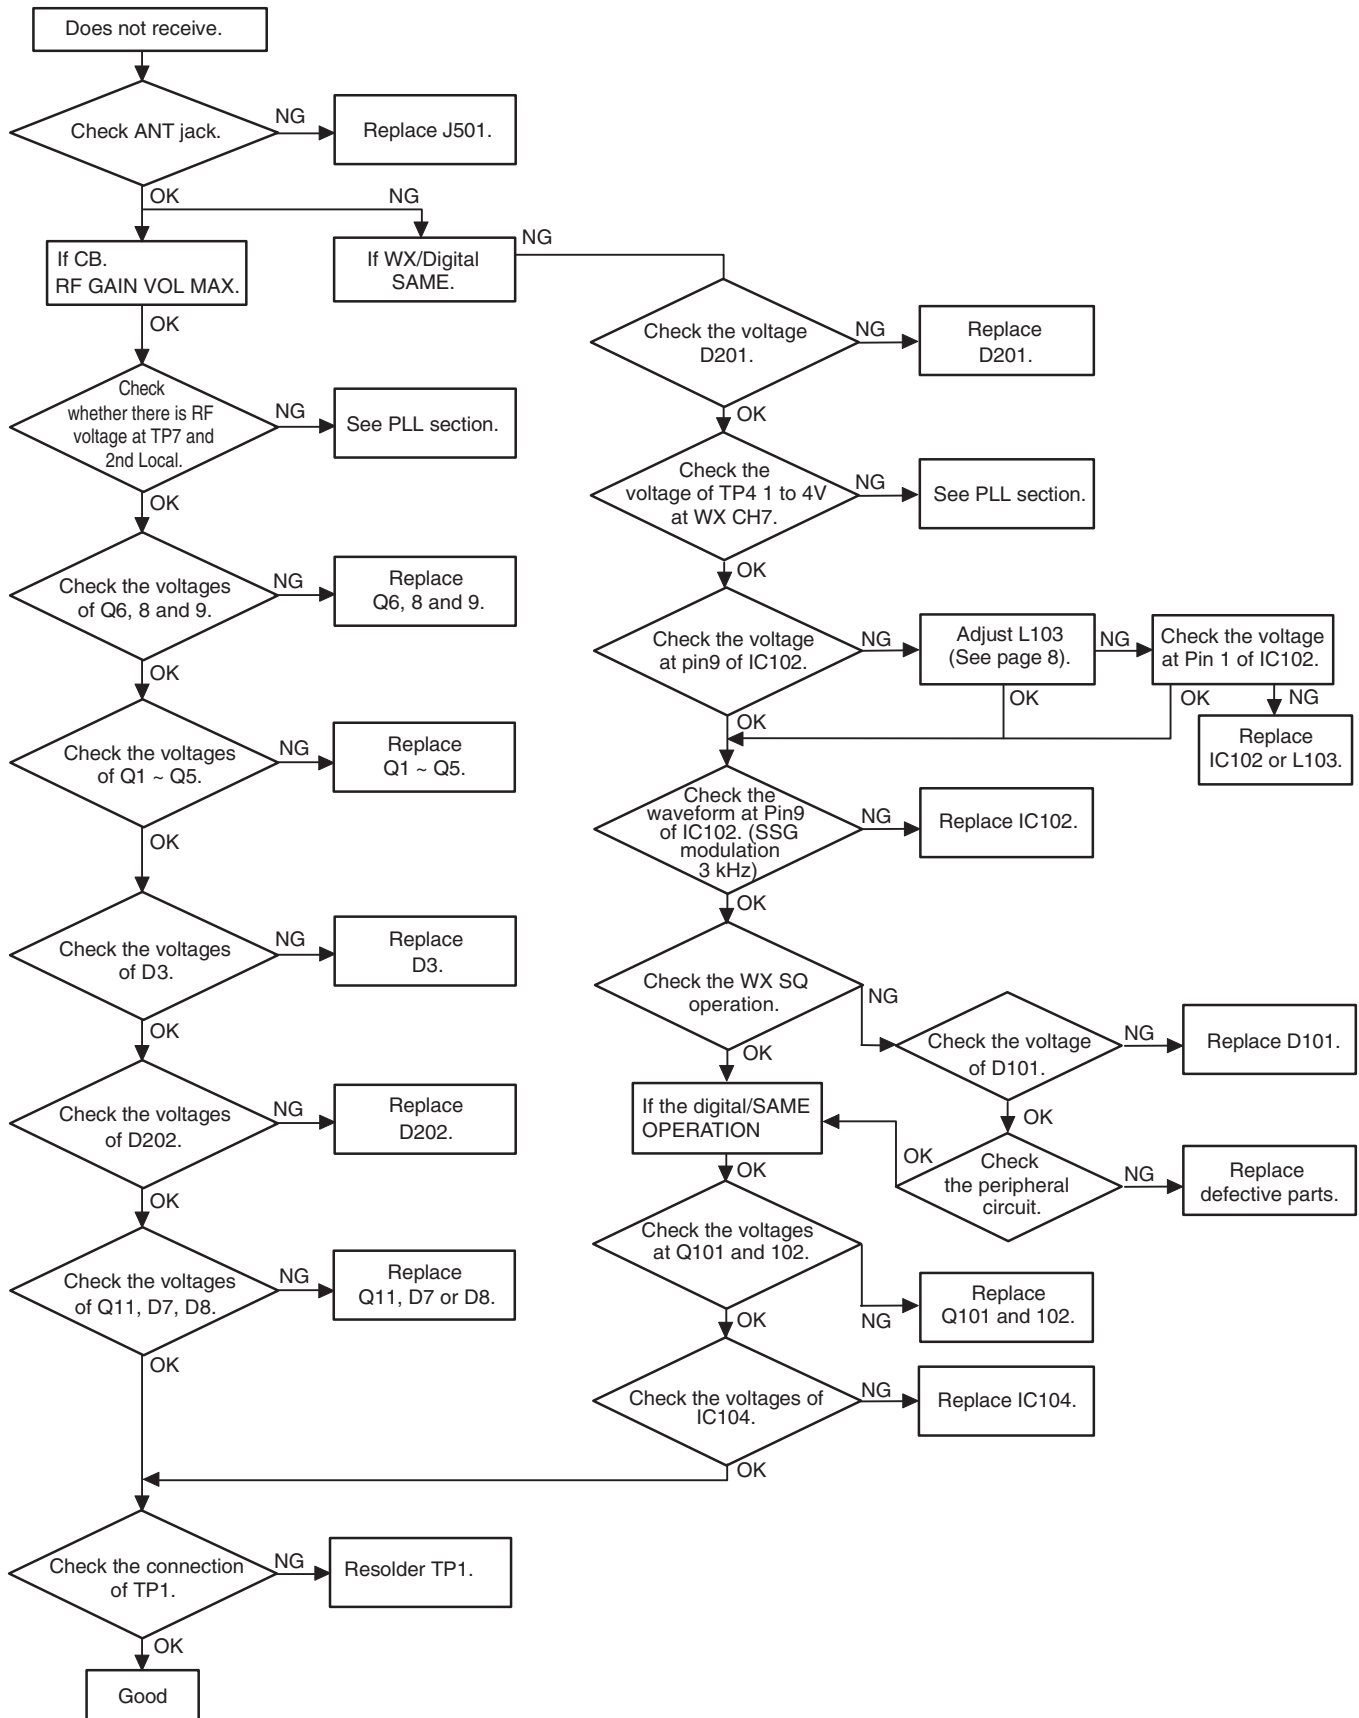 Does not receive.
Check ANT jack.
NG
Replace J501.
OK
NG
If CB.
RF GAIN VOL MAX.
If WX/Digital
SAME.
NG
OK
Check
whether there is RF
voltage at TP7 and
2nd Local.
NG
See PLL section.
OK
Check the voltages
of Q6, 8 and 9.
NG
Replace
Q6, 8 and 9.
OK
Check the voltages
of Q1 ~ Q5.
NG
Replace
Q1 ~ Q5.
OK
Check the voltages
of D3.
NG
Replace
D3.
OK
Check the voltages
of D202.
NG
Replace
D202.
OK
Check the voltages
of Q11, D7, D8.
NG
Replace
Q11, D7 or D8.
OK
Check the voltage
D201.
NG
Replace
D201.
OK
Check the
voltage of TP4 1 to 4V
at WX CH7.
NG
See PLL section.
OK
Check the voltage
at pin9 of IC102.
NG
Adjust L103
(See page 8).
NG
Check the voltage
at Pin 1 of IC102.
OK
OK
OK
NG
Replace
IC102 or L103.
Check the
waveform at Pin9
of IC102. (SSG
modulation
3 kHz)
NG
Replace IC102.
OK
Check the WX SQ
operation.
NG
Check the voltage
of D101.
NG
Replace D101.
OK
OK
If the digital/SAME
OPERATION
OK
Check
the peripheral
circuit.
NG
Replace
defective parts.
OK
Check the voltages
at Q101 and 102.
NG
Replace
Q101 and 102.
OK
Check the voltages of
IC104.
NG
Replace IC104.
OK
Check the connection
of TP1.
NG
Resolder TP1.
OK
Good